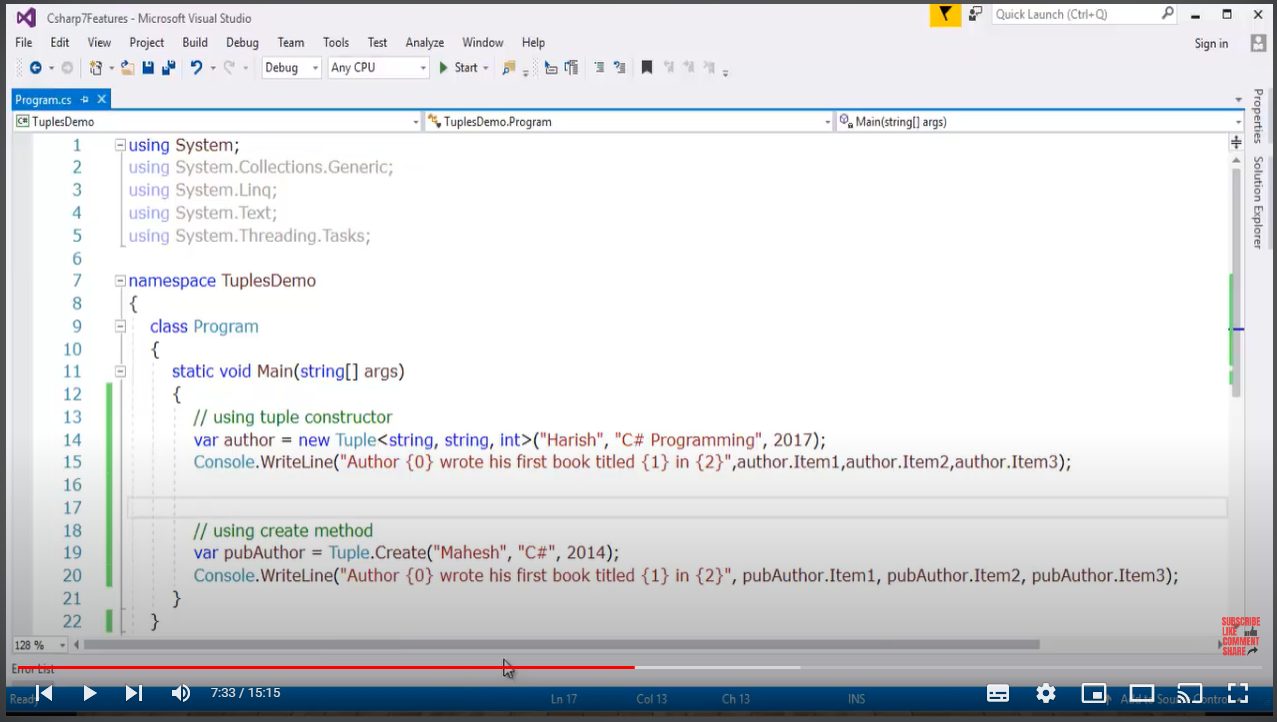 Csharp7Features - Microsoft Visual Studio
Quick Launch (Ctrl+Q)
File Edit View Project Build Debug Team Tools Test Analyze Window Help
Sign in
Debug Any CPU Start
Program.cs
TuplesDemo TuplesDemo.Program Main(string[] args)
Properties
Solution Explorer
1 using System;
2 using System.Collections.Generic;
3 using System.Linq;
4 using System.Text;
5 using System.Threading.Tasks;
6
7 namespace TuplesDemo
8 {
9 class Program
10 {
11 static void Main(string[] args)
12 {
13 // using tuple constructor
14 var author = new Tuple<string, string, int>("Harish", "C# Programming", 2017);
15 Console.WriteLine("Author {0} wrote his first book titled {1} in {2}",author.Item1,author.Item2,author.Item3);
16
17
18 // using create method
19 var pubAuthor = Tuple.Create("Mahesh", "C#", 2014);
20 Console.WriteLine("Author {0} wrote his first book titled {1} in {2}", pubAuthor.Item1, pubAuthor.Item2, pubAuthor.Item3);
21 }
22 }
SUBSCRIBE
LIKE
COMMENT
SHARE
128 %
Error List
Ready
7:33 / 15:15
Ln 17 Col 13 Ch 13 INS